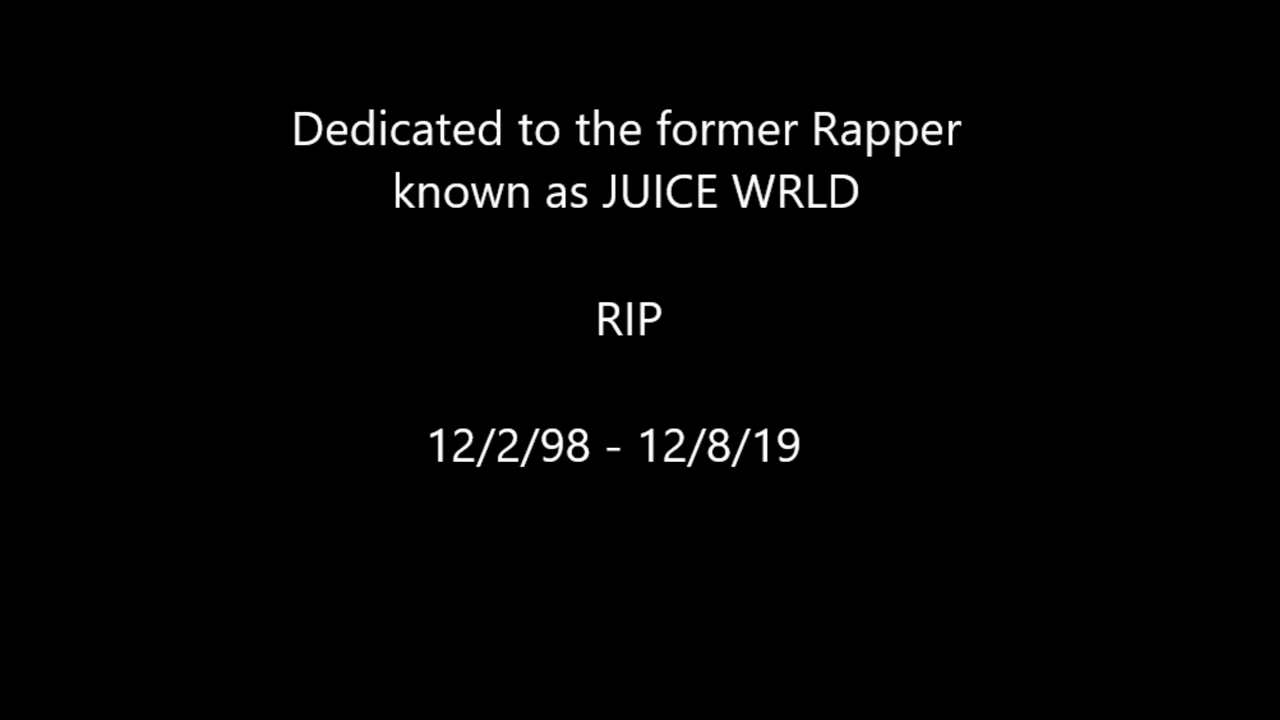 Dedicated to the former Rapper
known as JUICE WRLD
RIP
12/2/98 - 12/8/19